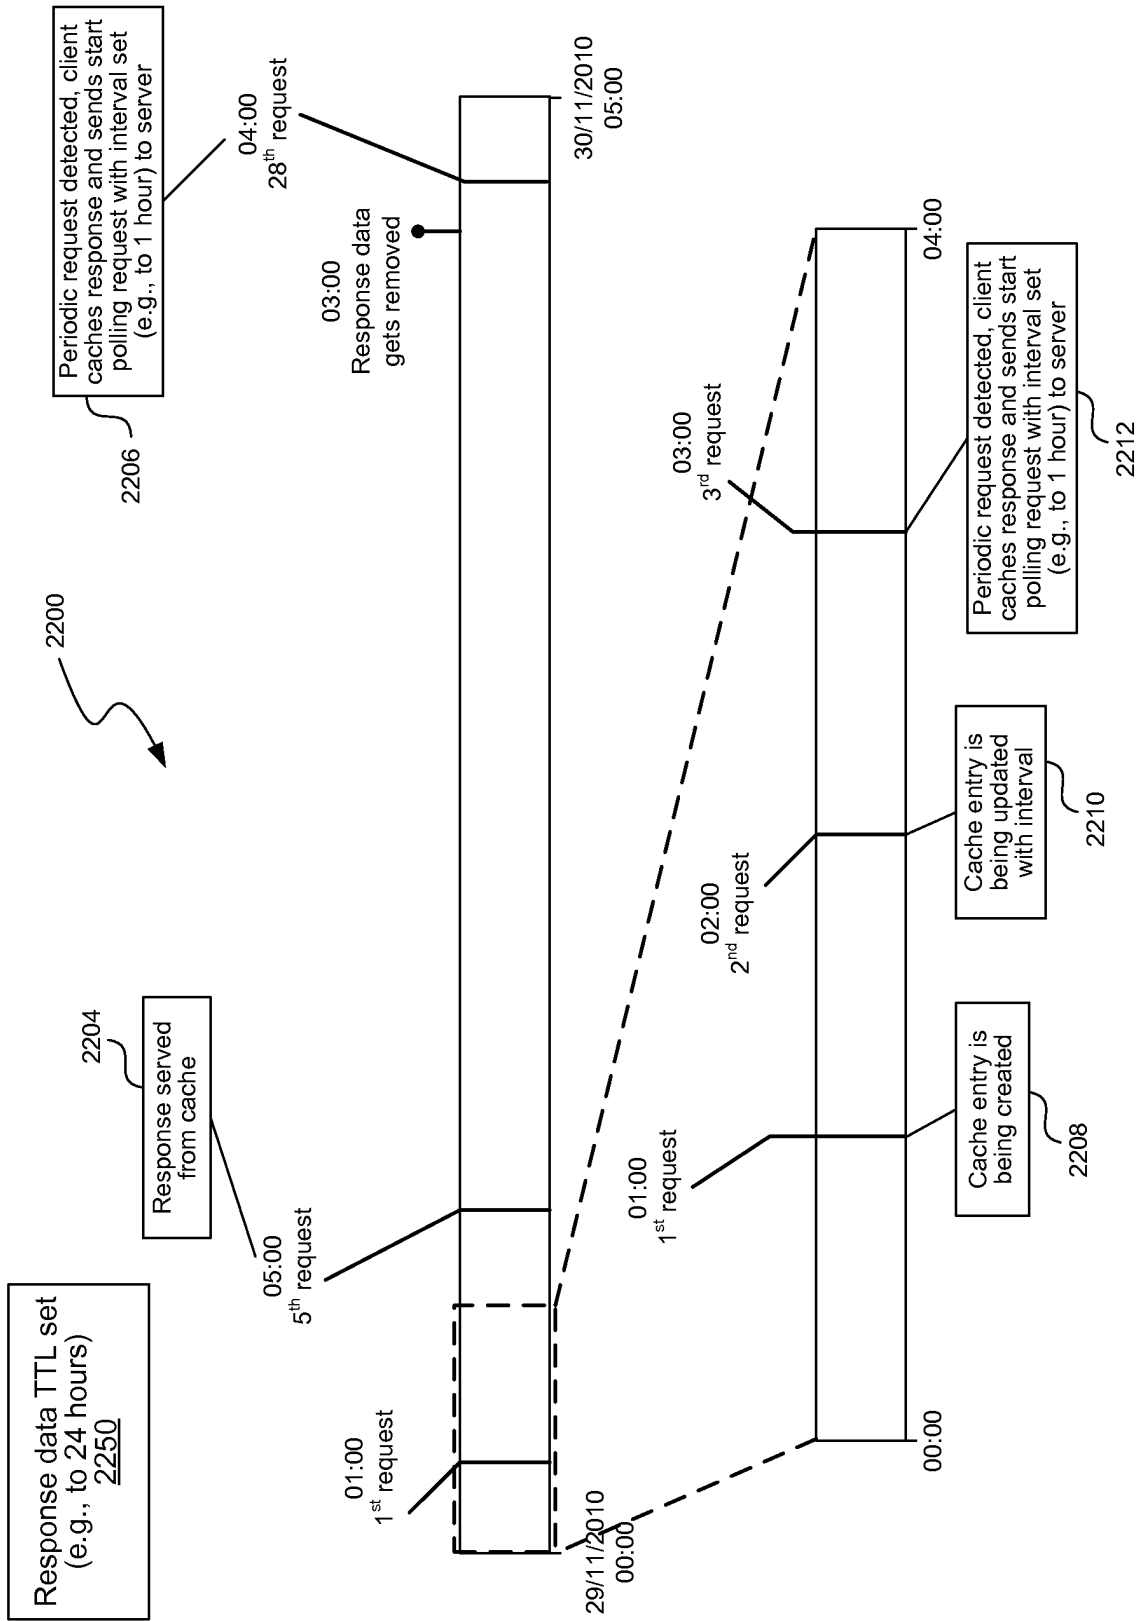 Response data TTL set
(e.g., to 24 hours)
2250
2204
Response served
from cache
2200
2206
Periodic request detected, client
caches response and sends start
polling request with interval set
(e.g., to 1 hour) to server
01:00
1st request
05:00
5th request
03:00
Response data
gets removed
04:00
28th request
29/11/2010
00:00
30/11/2010
05:00
01:00
1st request
02:00
2nd request
03:00
3rd request
00:00
04:00
Cache entry is
being created
2208
Cache entry is
being updated
with interval
2210
Periodic request detected, client
caches response and sends start
polling request with interval set
(e.g., to 1 hour) to server
2212